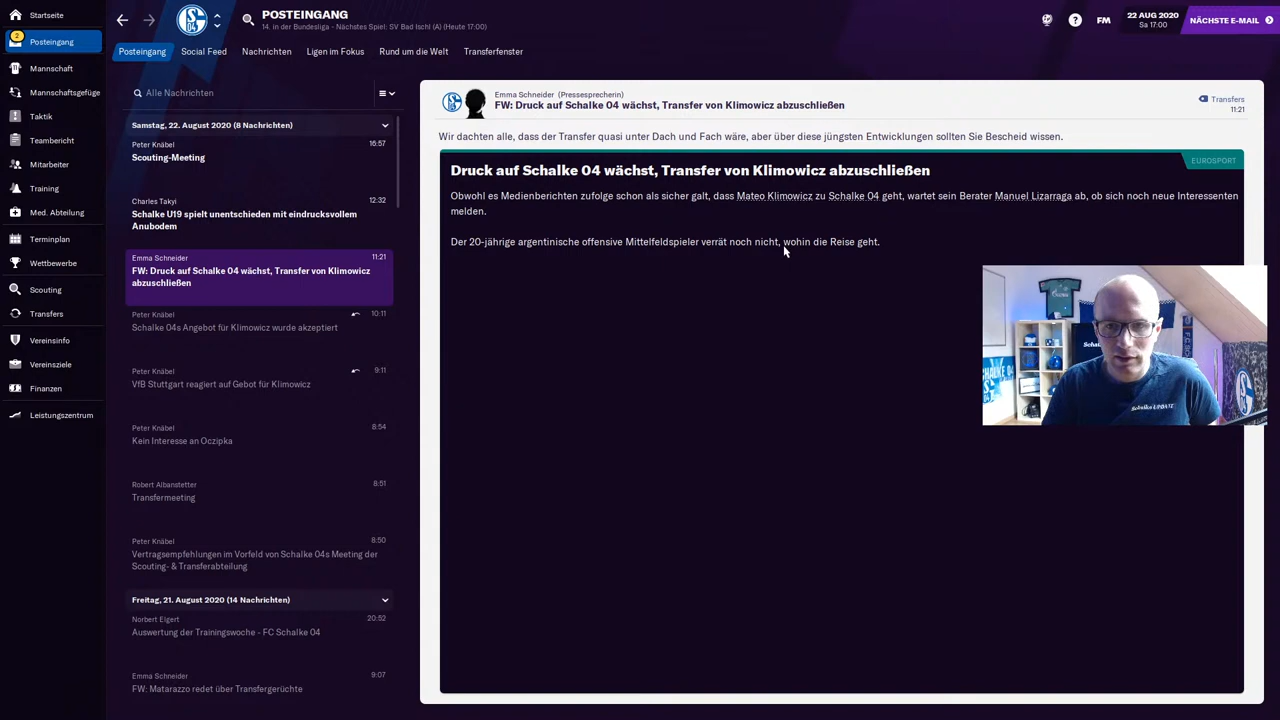 Startseite
2
Posteingang
Mannschaft
Mannschaftsgefüge
Taktik
Teambericht
Mitarbeiter
Training
Med. Abteilung
Terminplan
Wettbewerbe
Scouting
Transfers
Vereinsinfo
Vereinsziele
Finanzen
Leistungszentrum
POSTEINGANG
14. in der Bundesliga - Nächstes Spiel: SV Bad Ischl (A) (Heute 17:00)
?
FM
22 AUG 2020
Sa 17:00
NÄCHSTE E-MAIL
Posteingang Social Feed Nachrichten Ligen im Fokus Rund um die Welt Transferfenster
Alle Nachrichten
Samstag, 22. August 2020 (8 Nachrichten)
Peter Knäbel 16:57
Scouting-Meeting
Charles Takyi 12:32
Schalke U19 spielt unentschieden mit eindrucksvollem
Anubodem
Emma Schneider 11:21
FW: Druck auf Schalke 04 wächst, Transfer von Klimowicz
abzuschließen
Peter Knäbel 10:11
Schalke 04s Angebot für Klimowicz wurde akzeptiert
Peter Knäbel 9:11
VfB Stuttgart reagiert auf Gebot für Klimowicz
Peter Knäbel 8:54
Kein Interesse an Oczipka
Robert Albanstetter 8:51
Transfermeeting
Peter Knäbel 8:50
Vertragsempfehlungen im Vorfeld von Schalke 04s Meeting der
Scouting- & Transferabteilung
Freitag, 21. August 2020 (14 Nachrichten)
Norbert Elgert 20:52
Auswertung der Trainingswoche - FC Schalke 04
Emma Schneider 9:07
FW: Matarazzo redet über Transfergerüchte
Emma Schneider (Pressesprecherin)
FW: Druck auf Schalke 04 wächst, Transfer von Klimowicz abzuschließen
Transfers
11:21
Wir dachten alle, dass der Transfer quasi unter Dach und Fach wäre, aber über diese jüngsten Entwicklungen sollten Sie Bescheid wissen.
EUROSPORT
Druck auf Schalke 04 wächst, Transfer von Klimowicz abzuschließen
Obwohl es Medienberichten zufolge schon als sicher galt, dass Mateo Klimowicz zu Schalke 04 geht, wartet sein Berater Manuel Lizarraga ab, ob sich noch neue Interessenten
melden.
Der 20-jährige argentinische offensive Mittelfeldspieler verrät noch nicht, wohin die Reise geht.
Schalke UPDATE